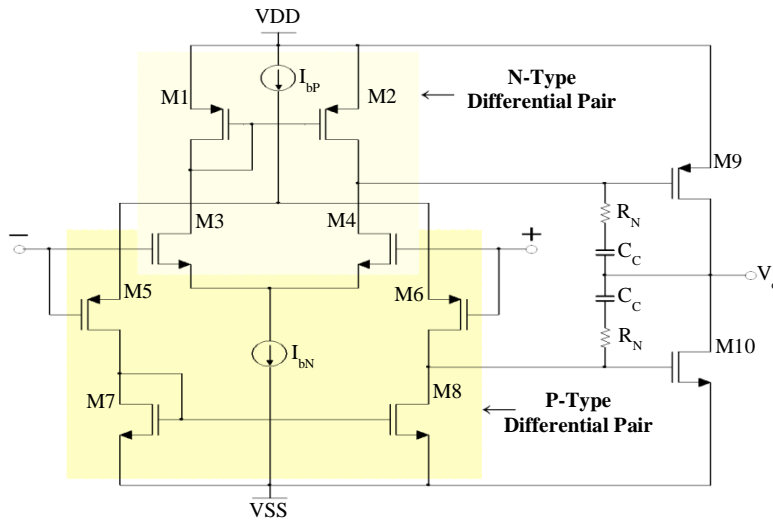 VDD
N-Type
Differential Pair
M1
I_bP
M2
M9
M3
M4
R_N
C_C
−
+
M5
M6
C_C
V
I_bN
R_N
M10
M7
M8
P-Type
Differential Pair
VSS